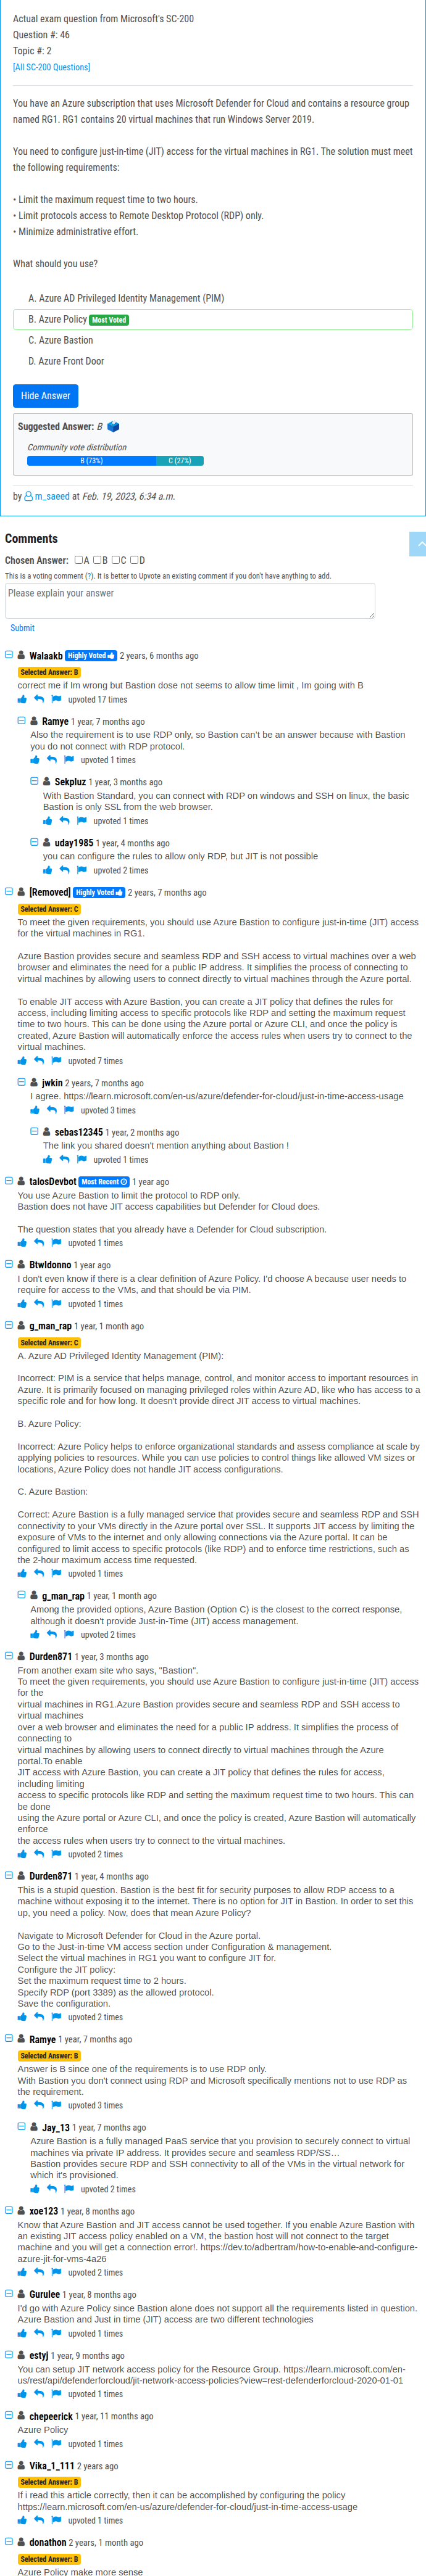 Actual exam question from Microsoft's SC-200
Question #: 46
Topic #: 2
[All SC-200 Questions]
You have an Azure subscription that uses Microsoft Defender for Cloud and contains a resource group
named RG1. RG1 contains 20 virtual machines that run Windows Server 2019.
You need to configure just-in-time (JIT) access for the virtual machines in RG1. The solution must meet
the following requirements:
• Limit the maximum request time to two hours.
• Limit protocols access to Remote Desktop Protocol (RDP) only.
• Minimize administrative effort.
What should you use?
A. Azure AD Privileged Identity Management (PIM)
B. Azure Policy Most Voted
C. Azure Bastion
D. Azure Front Door
Hide Answer
Suggested Answer: B
Community vote distribution
B (73%) C (27%)
by m_saeed at Feb. 19, 2023, 6:34 a.m.
Comments
Chosen Answer: A B C D
This is a voting comment (?). It is better to Upvote an existing comment if you don't have anything to add.
Please explain your answer
Submit
Walaakb Highly Voted 2 years, 6 months ago
Selected Answer: B
correct me if Im wrong but Bastion dose not seems to allow time limit , Im going with B
upvoted 17 times
Ramye 1 year, 7 months ago
Also the requirement is to use RDP only, so Bastion can't be an answer because with Bastion
you do not connect with RDP protocol.
upvoted 1 times
Sekpluz 1 year, 3 months ago
With Bastion Standard, you can connect with RDP on windows and SSH on linux, the basic
Bastion is only SSL from the web browser.
upvoted 1 times
uday1985 1 year, 4 months ago
you can configure the rules to allow only RDP, but JIT is not possible
upvoted 2 times
[Removed] Highly Voted 2 years, 7 months ago
Selected Answer: C
To meet the given requirements, you should use Azure Bastion to configure just-in-time (JIT) access
for the virtual machines in RG1.
Azure Bastion provides secure and seamless RDP and SSH access to virtual machines over a web
browser and eliminates the need for a public IP address. It simplifies the process of connecting to
virtual machines by allowing users to connect directly to virtual machines through the Azure portal.
To enable JIT access with Azure Bastion, you can create a JIT policy that defines the rules for
access, including limiting access to specific protocols like RDP and setting the maximum request
time to two hours. This can be done using the Azure portal or Azure CLI, and once the policy is
created, Azure Bastion will automatically enforce the access rules when users try to connect to the
virtual machines.
upvoted 7 times
jwkin 2 years, 7 months ago
I agree. https://learn.microsoft.com/en-us/azure/defender-for-cloud/just-in-time-access-usage
upvoted 3 times
sebas12345 1 year, 2 months ago
The link you shared doesn't mention anything about Bastion !
upvoted 1 times
talosDevbot Most Recent 1 year ago
You use Azure Bastion to limit the protocol to RDP only.
Bastion does not have JIT access capabilities but Defender for Cloud does.
The question states that you already have a Defender for Cloud subscription.
upvoted 1 times
BtwIdonno 1 year ago
I don't even know if there is a clear definition of Azure Policy. I'd choose A because user needs to
require for access to the VMs, and that should be via PIM.
upvoted 1 times
g_man_rap 1 year, 1 month ago
Selected Answer: C
A. Azure AD Privileged Identity Management (PIM):
Incorrect: PIM is a service that helps manage, control, and monitor access to important resources in
Azure. It is primarily focused on managing privileged roles within Azure AD, like who has access to a
specific role and for how long. It doesn't provide direct JIT access to virtual machines.
B. Azure Policy:
Incorrect: Azure Policy helps to enforce organizational standards and assess compliance at scale by
applying policies to resources. While you can use policies to control things like allowed VM sizes or
locations, Azure Policy does not handle JIT access configurations.
C. Azure Bastion:
Correct: Azure Bastion is a fully managed service that provides secure and seamless RDP and SSH
connectivity to your VMs directly in the Azure portal over SSL. It supports JIT access by limiting the
exposure of VMs to the internet and only allowing connections via the Azure portal. It can be
configured to limit access to specific protocols (like RDP) and to enforce time restrictions, such as
the 2-hour maximum access time requested.
upvoted 1 times
g_man_rap 1 year, 1 month ago
Among the provided options, Azure Bastion (Option C) is the closest to the correct response,
although it doesn't provide Just-in-Time (JIT) access management.
upvoted 2 times
Durden871 1 year, 3 months ago
From another exam site who says, "Bastion".
To meet the given requirements, you should use Azure Bastion to configure just-in-time (JIT) access
for the
virtual machines in RG1.Azure Bastion provides secure and seamless RDP and SSH access to
virtual machines
over a web browser and eliminates the need for a public IP address. It simplifies the process of
connecting to
virtual machines by allowing users to connect directly to virtual machines through the Azure
portal.To enable
JIT access with Azure Bastion, you can create a JIT policy that defines the rules for access,
including limiting
access to specific protocols like RDP and setting the maximum request time to two hours. This can
be done
using the Azure portal or Azure CLI, and once the policy is created, Azure Bastion will automatically
enforce
the access rules when users try to connect to the virtual machines.
upvoted 2 times
Durden871 1 year, 4 months ago
This is a stupid question. Bastion is the best fit for security purposes to allow RDP access to a
machine without exposing it to the internet. There is no option for JIT in Bastion. In order to set this
up, you need a policy. Now, does that mean Azure Policy?
Navigate to Microsoft Defender for Cloud in the Azure portal.
Go to the Just-in-time VM access section under Configuration & management.
Select the virtual machines in RG1 you want to configure JIT for.
Configure the JIT policy:
Set the maximum request time to 2 hours.
Specify RDP (port 3389) as the allowed protocol.
Save the configuration.
upvoted 2 times
Ramye 1 year, 7 months ago
Selected Answer: B
Answer is B since one of the requirements is to use RDP only.
With Bastion you don't connect using RDP and Microsoft specifically mentions not to use RDP as
the requirement.
upvoted 3 times
Jay_13 1 year, 7 months ago
Azure Bastion is a fully managed PaaS service that you provision to securely connect to virtual
machines via private IP address. It provides secure and seamless RDP/SS…
Bastion provides secure RDP and SSH connectivity to all of the VMs in the virtual network for
which it's provisioned.
upvoted 2 times
xoe123 1 year, 8 months ago
Know that Azure Bastion and JIT access cannot be used together. If you enable Azure Bastion with
an existing JIT access policy enabled on a VM, the bastion host will not connect to the target
machine and you will get a connection error!. https://dev.to/adbertram/how-to-enable-and-configure-
azure-jit-for-vms-4a26
upvoted 2 times
Gurulee 1 year, 8 months ago
I'd go with Azure Policy since Bastion alone does not support all the requirements listed in question.
Azure Bastion and Just in time (JIT) access are two different technologies
upvoted 1 times
estyj 1 year, 9 months ago
You can setup JIT network access policy for the Resource Group. https://learn.microsoft.com/en-
us/rest/api/defenderforcloud/jit-network-access-policies?view=rest-defenderforcloud-2020-01-01
upvoted 1 times
chepeerick 1 year, 11 months ago
Azure Policy
upvoted 1 times
Vika_1_111 2 years ago
Selected Answer: B
If i read this article correctly, then it can be accomplished by configuring the policy
https://learn.microsoft.com/en-us/azure/defender-for-cloud/just-in-time-access-usage
upvoted 1 times
donathon 2 years, 1 month ago
Selected Answer: B
Azure Policy make more sense